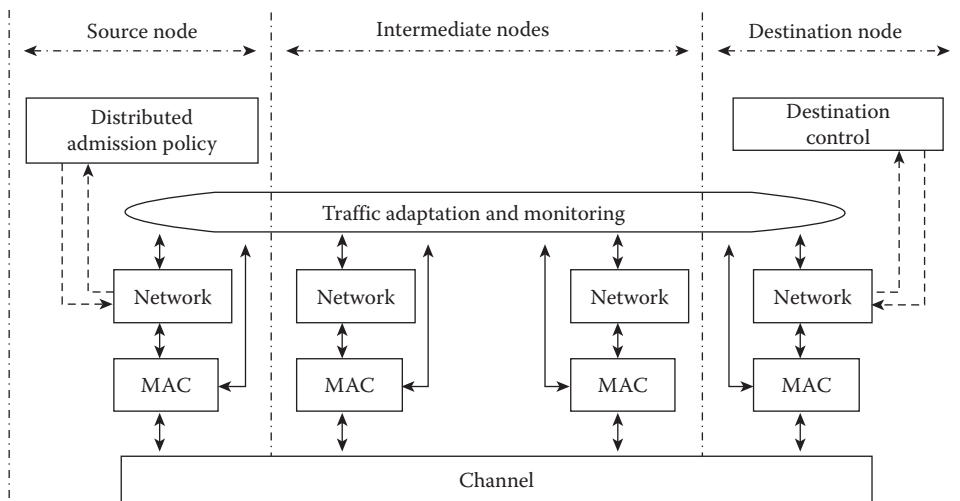 Source node
Intermediate nodes
Destination node
Distributed
admission policy
Destination
control
Traffic adaptation and monitoring
Network
Network
Network
Network
MAC
MAC
MAC
MAC
Channel